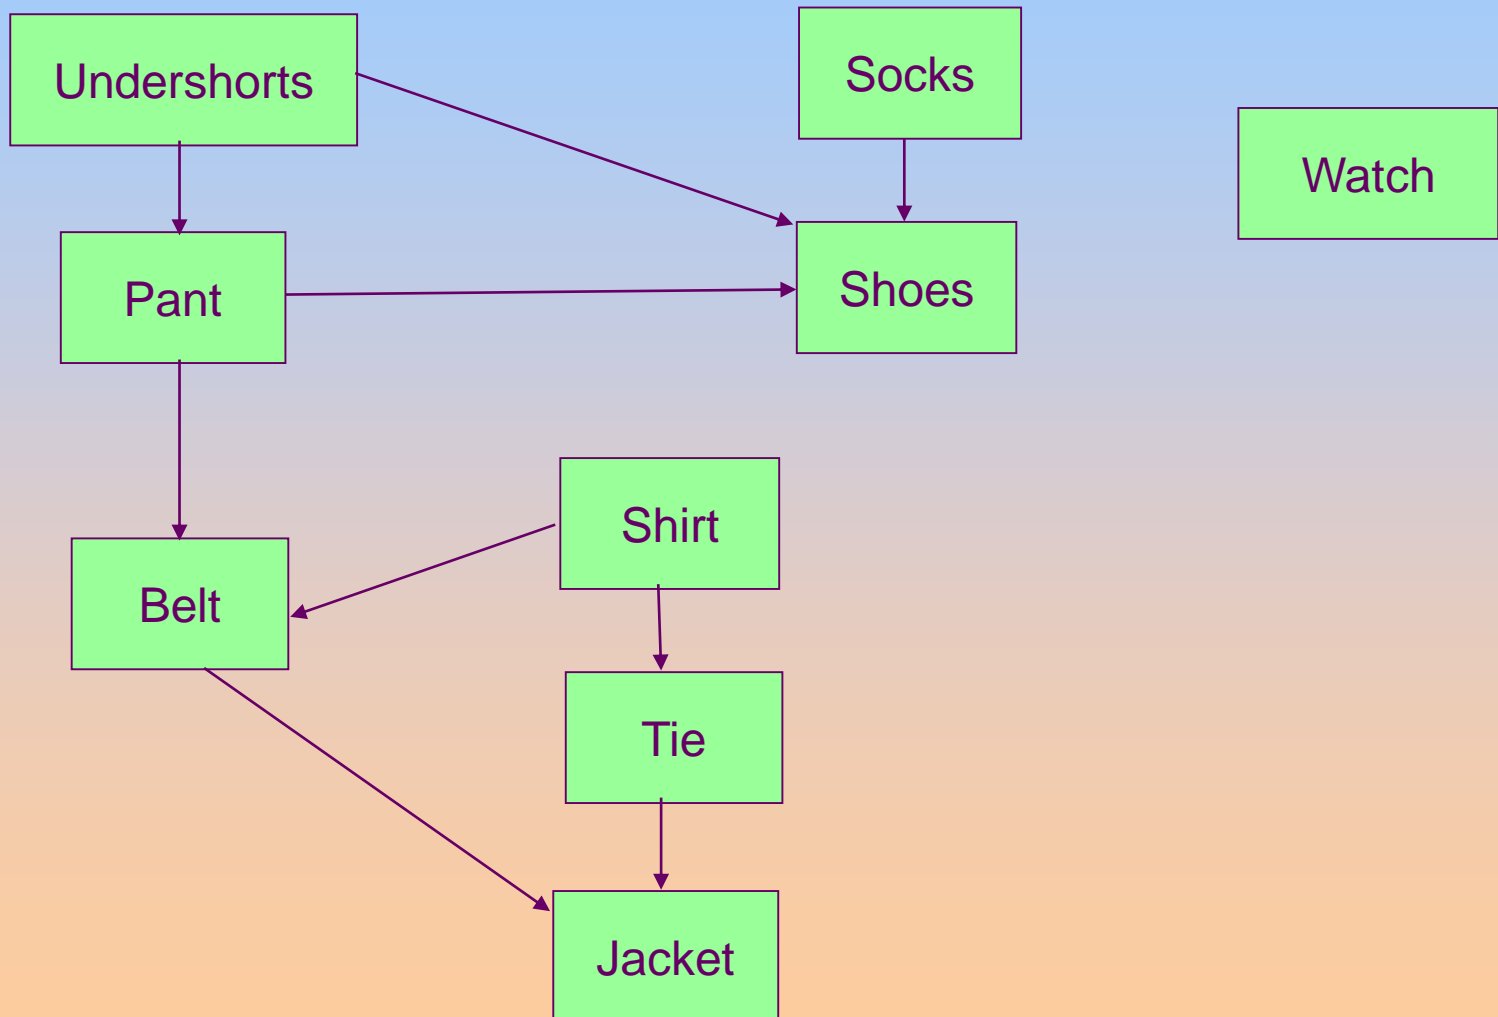 Undershorts
Socks
Watch
Pant
Shoes
Shirt
Belt
Tie
Jacket